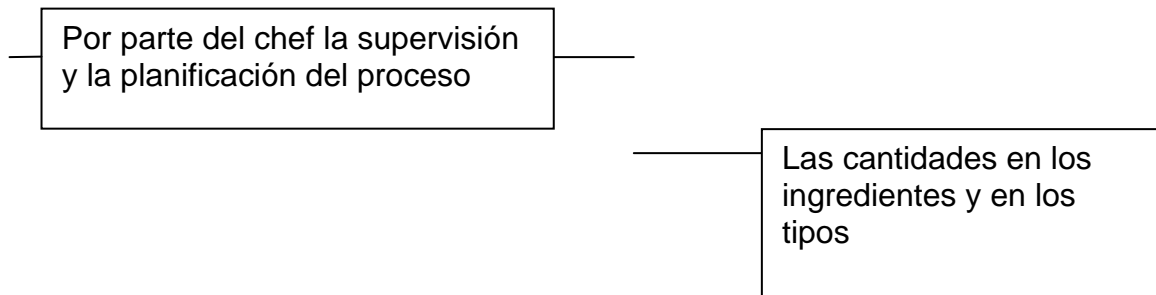 Por parte del chef la supervisión
y la planificación del proceso
Las cantidades en los
ingredientes y en los
tipos